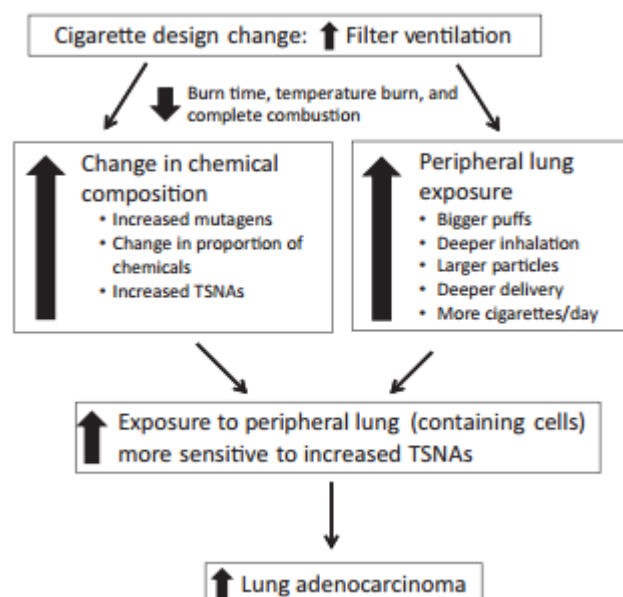 Cigarette design change: Filter ventilation
Burn time, temperature burn, and
complete combustion
Change in chemical
composition
• Increased mutagens
• Change in proportion of
chemicals
• Increased TSNAs
Peripheral lung
exposure
• Bigger puffs
• Deeper inhalation
• Larger particles
• Deeper delivery
• More cigarettes/day
Exposure to peripheral lung (containing cells)
more sensitive to increased TSNAs
Lung adenocarcinoma